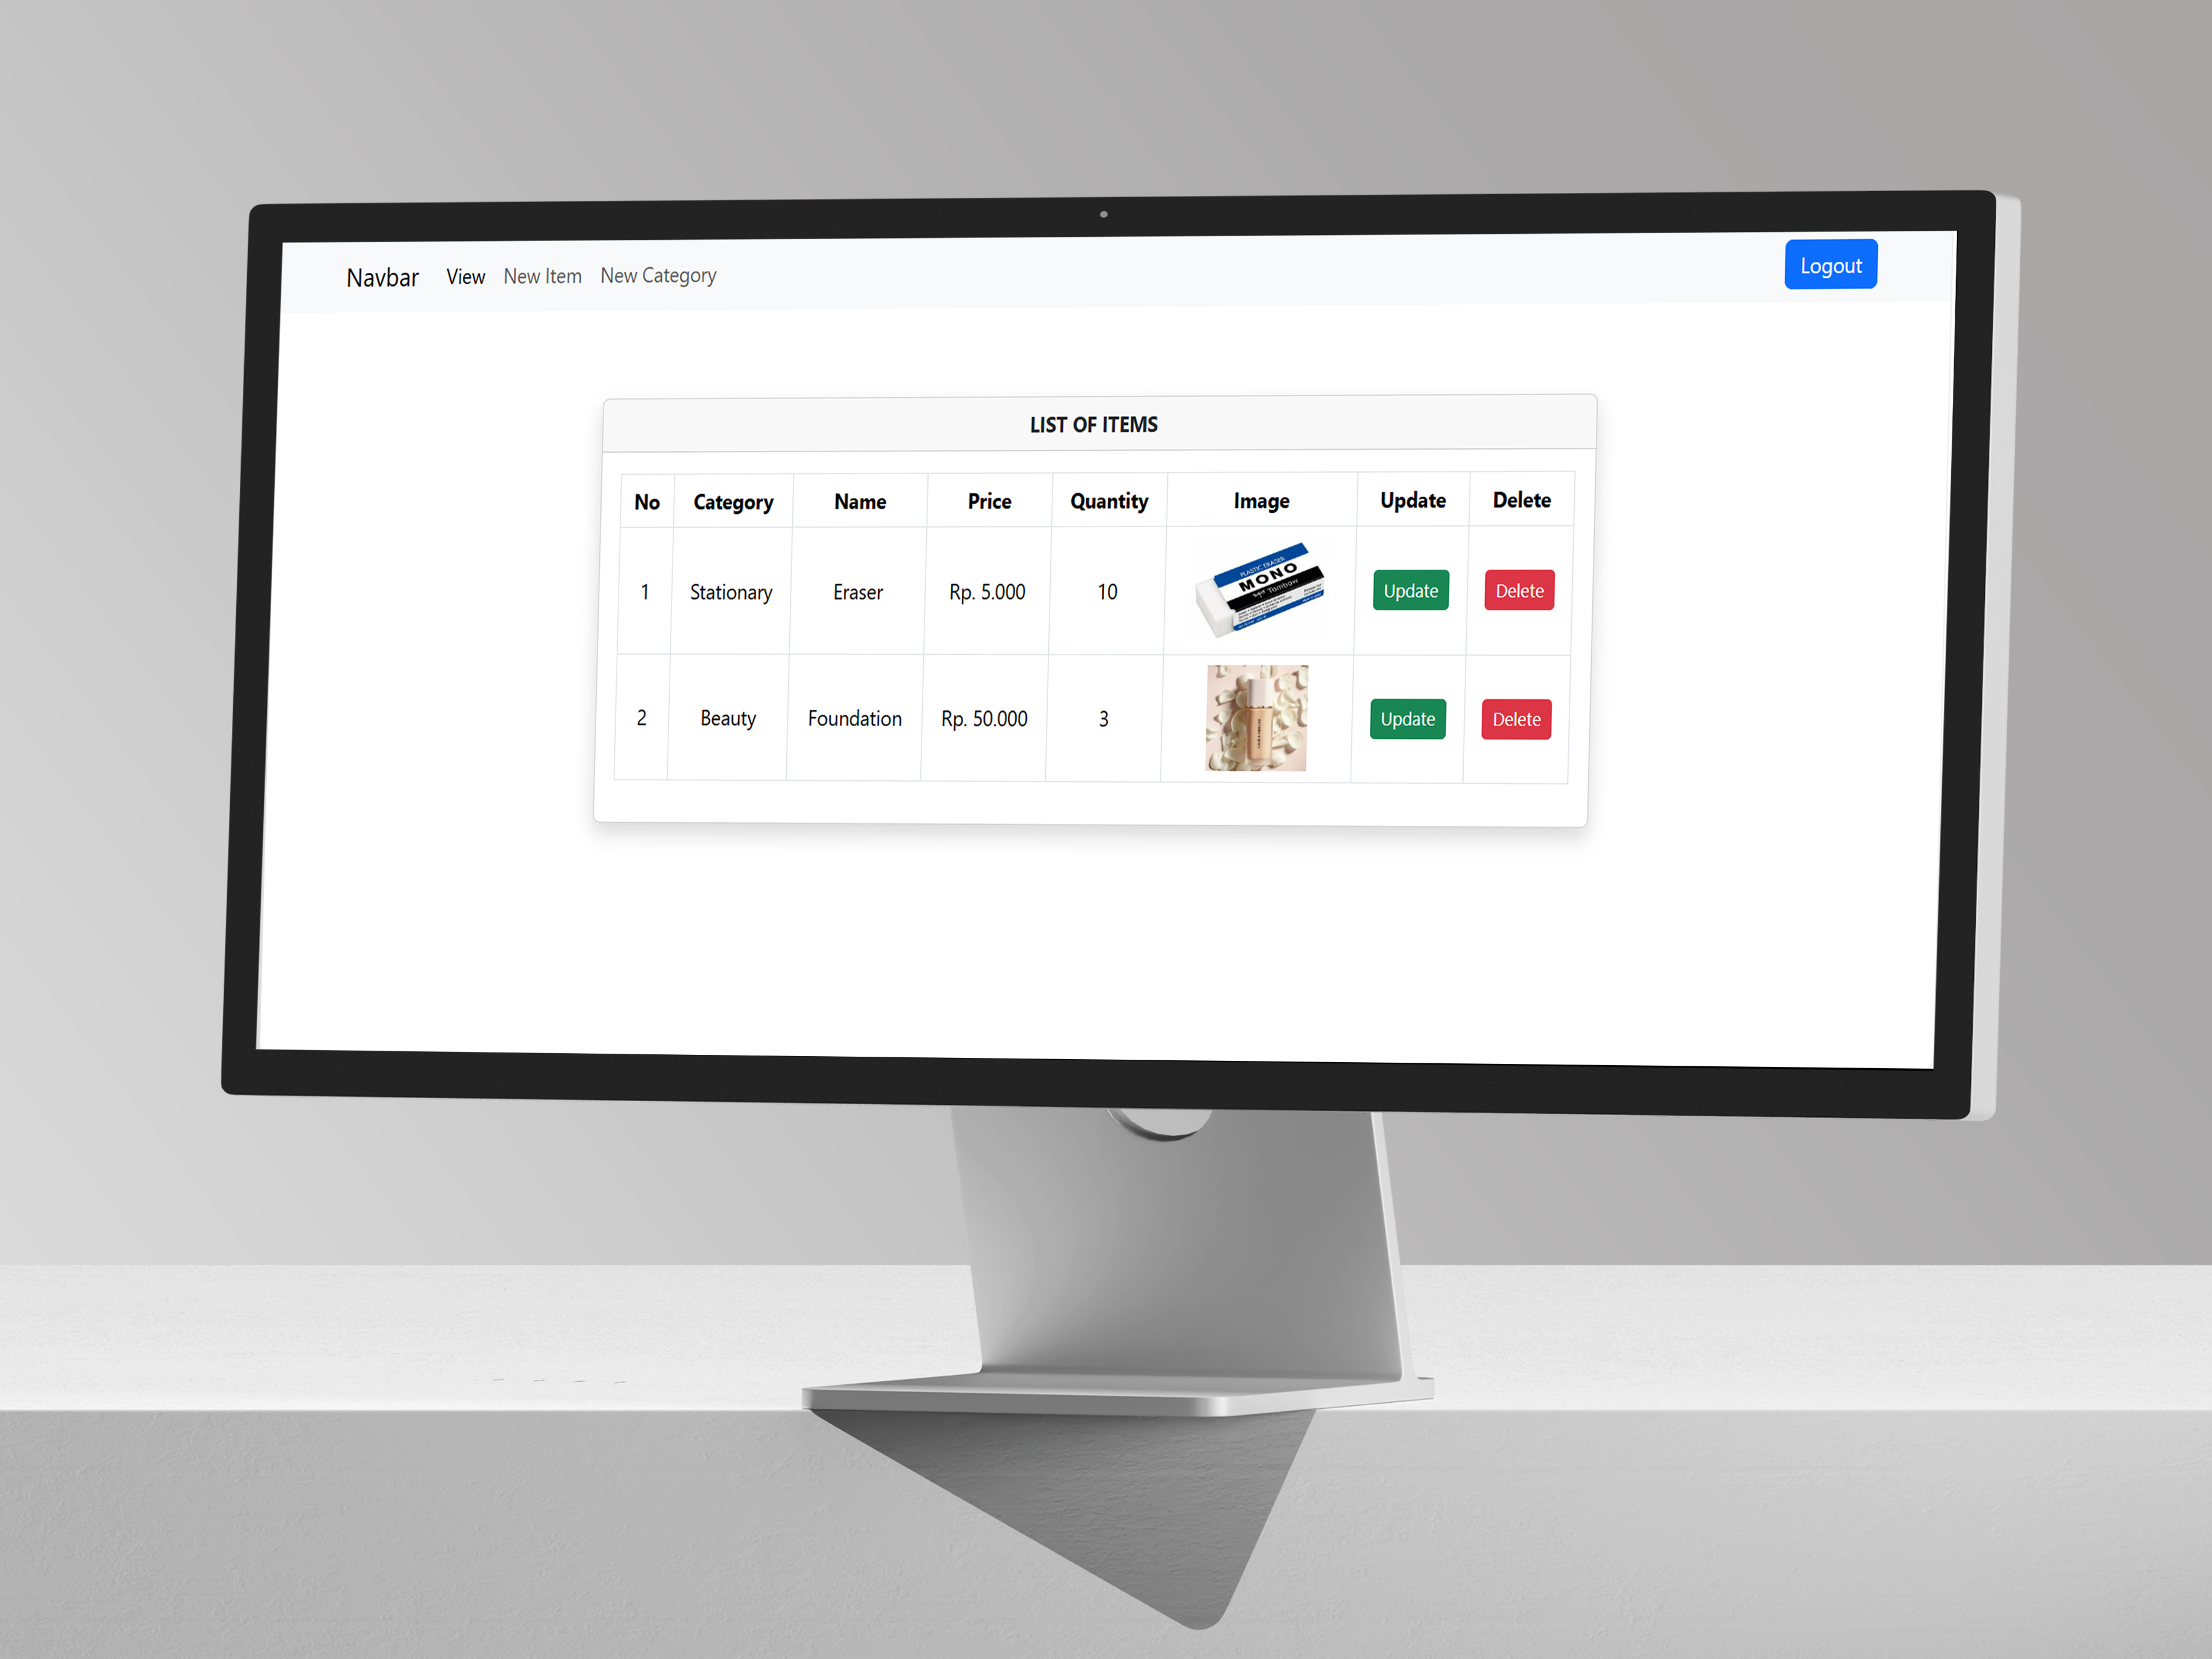 Navbar View New Item New Category Logout
LIST OF ITEMS
No Category Name Price Quantity Image Update Delete
1 Stationary Eraser Rp. 5.000 10 Update Delete
PLASTIC ERASER
MONO
Tombow
2 Beauty Foundation Rp. 50.000 3 Update Delete